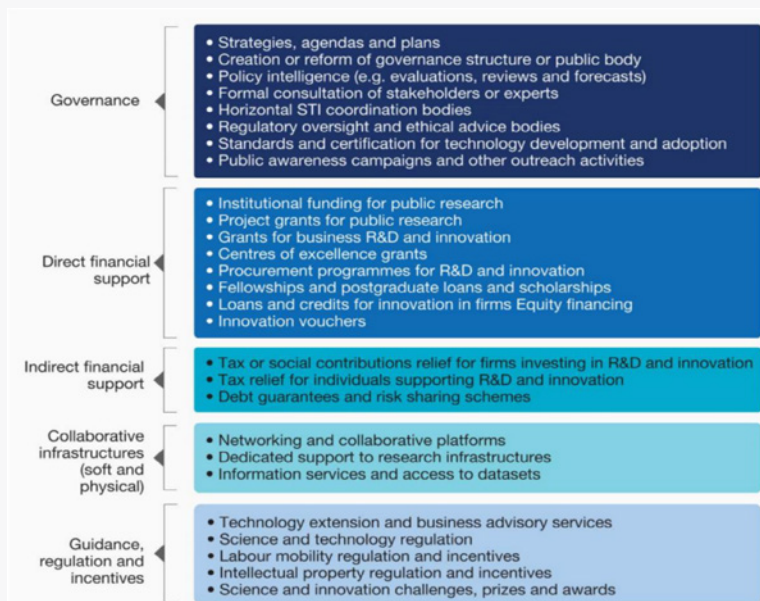 Governance
• Strategies, agendas and plans
• Creation or reform of governance structure or public body
• Policy intelligence (e.g. evaluations, reviews and forecasts)
• Formal consultation of stakeholders or experts
• Horizontal STI coordination bodies
• Regulatory oversight and ethical advice bodies
• Standards and certification for technology development and adoption
• Public awareness campaigns and other outreach activities
Direct financial
support
• Institutional funding for public research
• Project grants for public research
• Grants for business R&D and innovation
• Centres of excellence grants
• Procurement programmes for R&D and innovation
• Fellowships and postgraduate loans and scholarships
• Loans and credits for innovation in firms Equity financing
• Innovation vouchers
Indirect financial
support
• Tax or social contributions relief for firms investing in R&D and innovation
• Tax relief for individuals supporting R&D and innovation
• Debt guarantees and risk sharing schemes
Collaborative
infrastructures
(soft and
physical)
• Networking and collaborative platforms
• Dedicated support to research infrastructures
• Information services and access to datasets
Guidance,
regulation and
incentives
• Technology extension and business advisory services
• Science and technology regulation
• Labour mobility regulation and incentives
• Intellectual property regulation and incentives
• Science and innovation challenges, prizes and awards